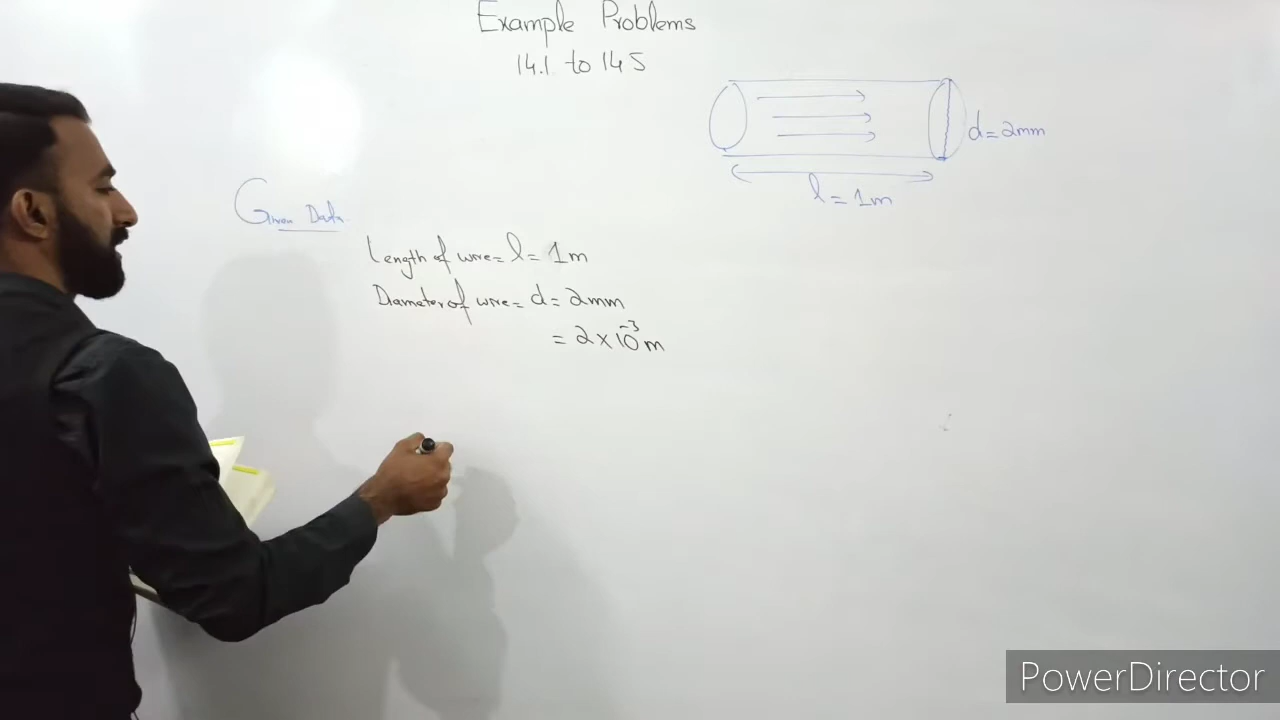 Example Problems
14.1 to 14.5
d = 2mm
l = 1m
Given Data
Length of wire = l = 1m
Diameter of wire = d = 2mm
= 2 × 10⁻³ m
PowerDirector